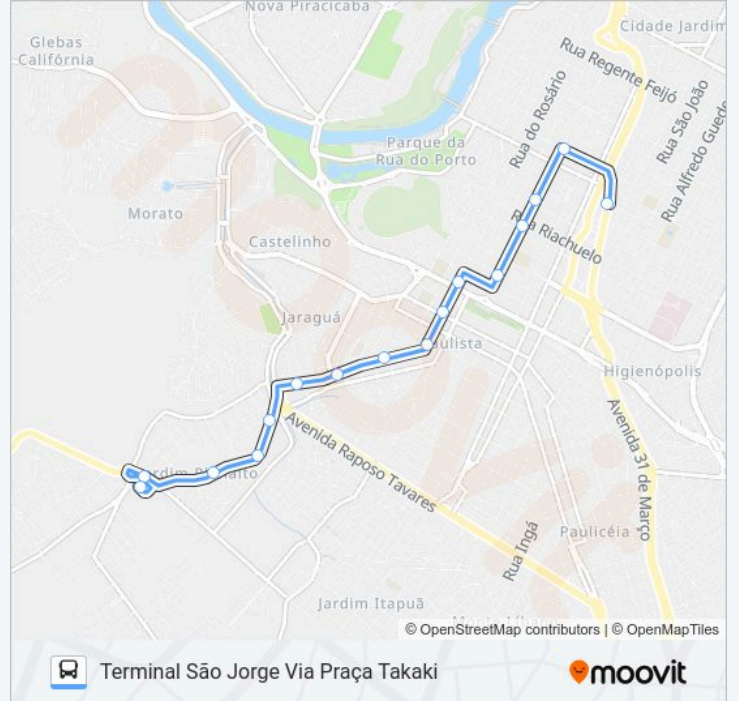 Nova Piracicaba
Cidade Jardim
Glebas
Califórnia
Rua Regente Feijó
Rua do Rosário
Rua São João
Rua Alfredo Guede
Parque da
Rua do Porto
Morato
Rua Riachuelo
Castelinho
Jaraguá
aulista
Higienópolis
Avenida 31 de Março
Avenida Raposo Tavares
Rua Ingá
Paulicéia
Jardim Itapuã
© OpenStreetMap contributors | © OpenMapTiles
Terminal São Jorge Via Praça Takaki
moovit